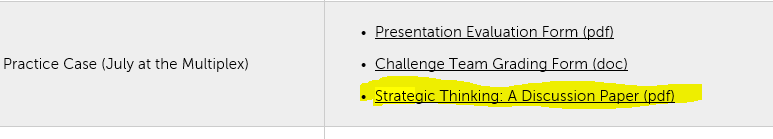 Presentation Evaluation Form (pdf)
Practice Case (July at the Multiplex)
Challenge Team Grading Form (doc)
Strategic Thinking: A Discussion Paper (pdf)